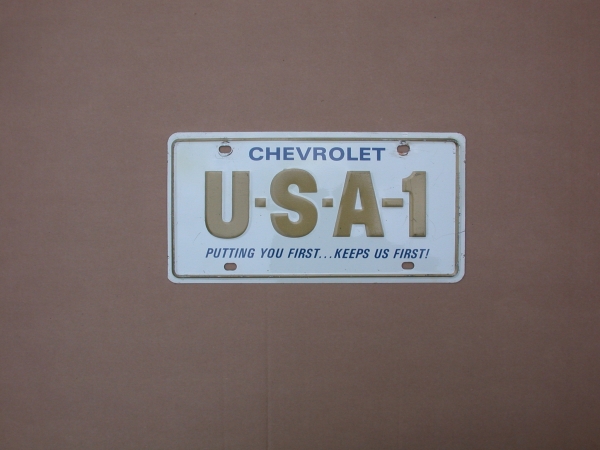 CHEVROLET
U·S·A-1
PUTTING YOU FIRST...KEEPS US FIRST!